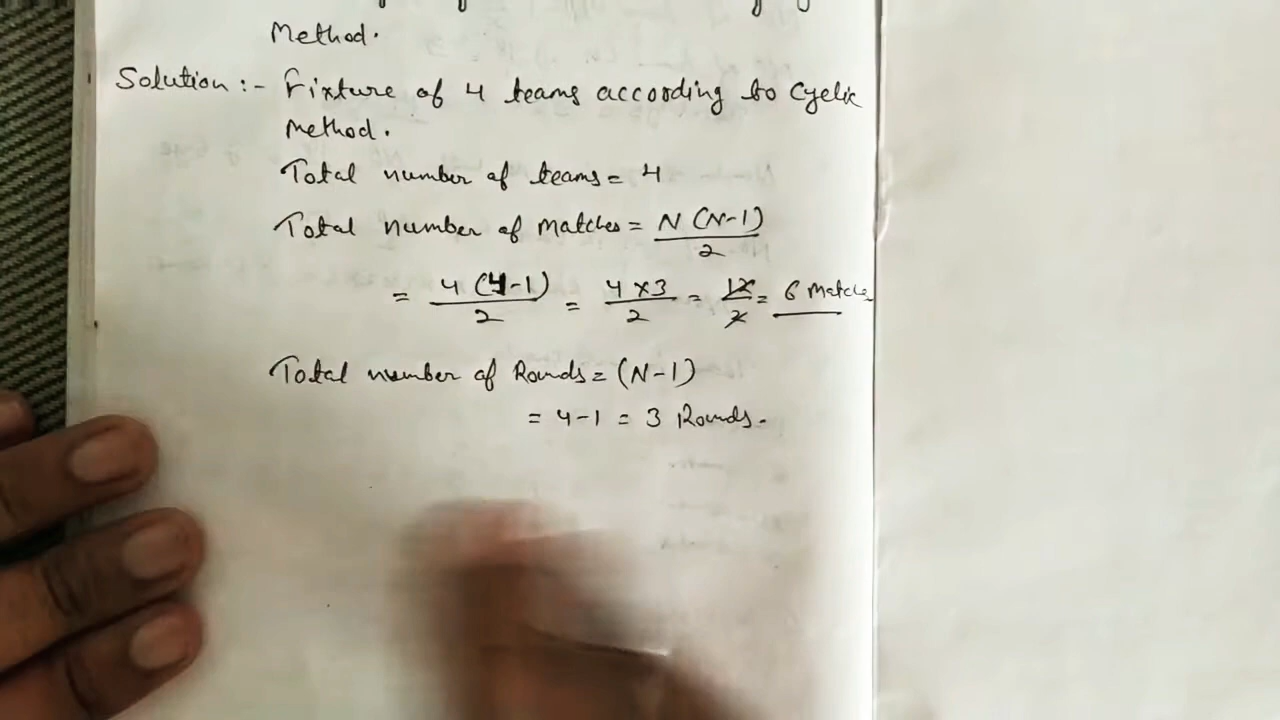 Method.
Solution :- Fixture of 4 teams according to Cyclic
Method.
Total number of teams = 4
Total number of Matches = N (N-1) / 2
= 4 (4-1) / 2 = 4 x 3 / 2 = 12 / 2 = 6 Matche
Total number of Rounds = (N-1)
= 4-1 = 3 Rounds.